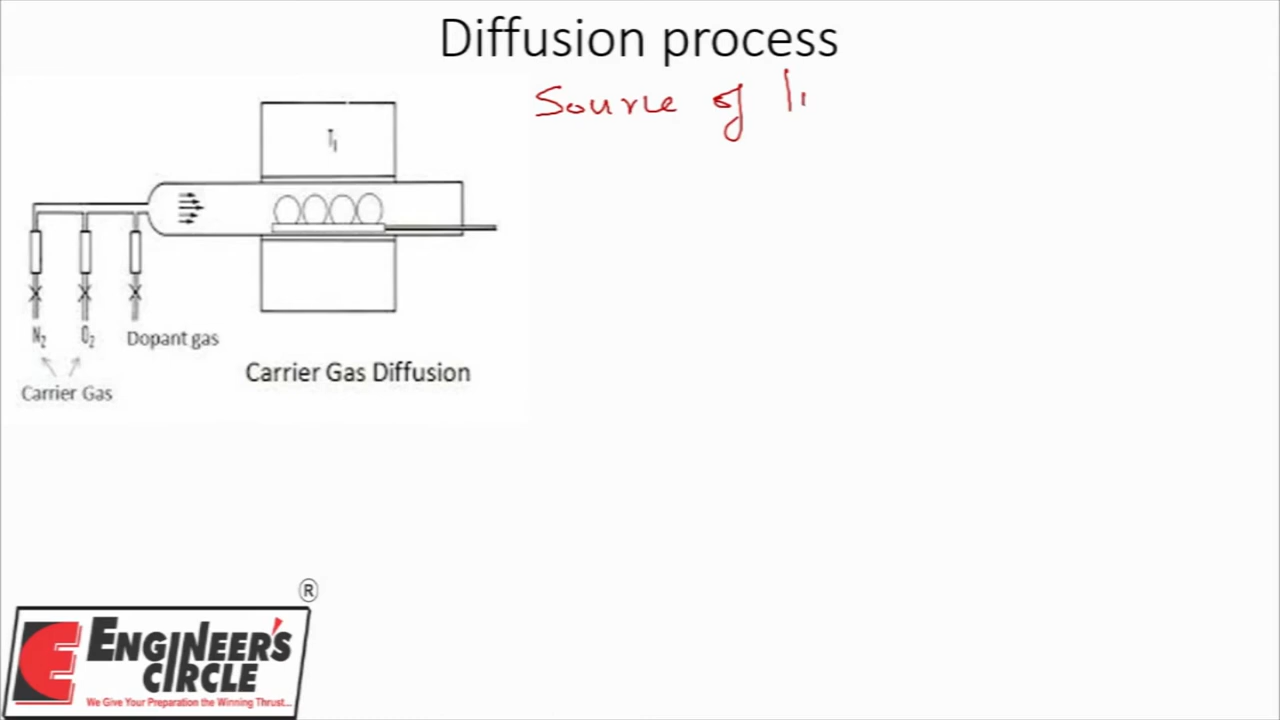 Diffusion process
Source of
T1
N2 O2 Dopant gas
Carrier Gas
Carrier Gas Diffusion
®
ENGINEER'S
CIRCLE
We Give Your Preparation the Winning Thrust...